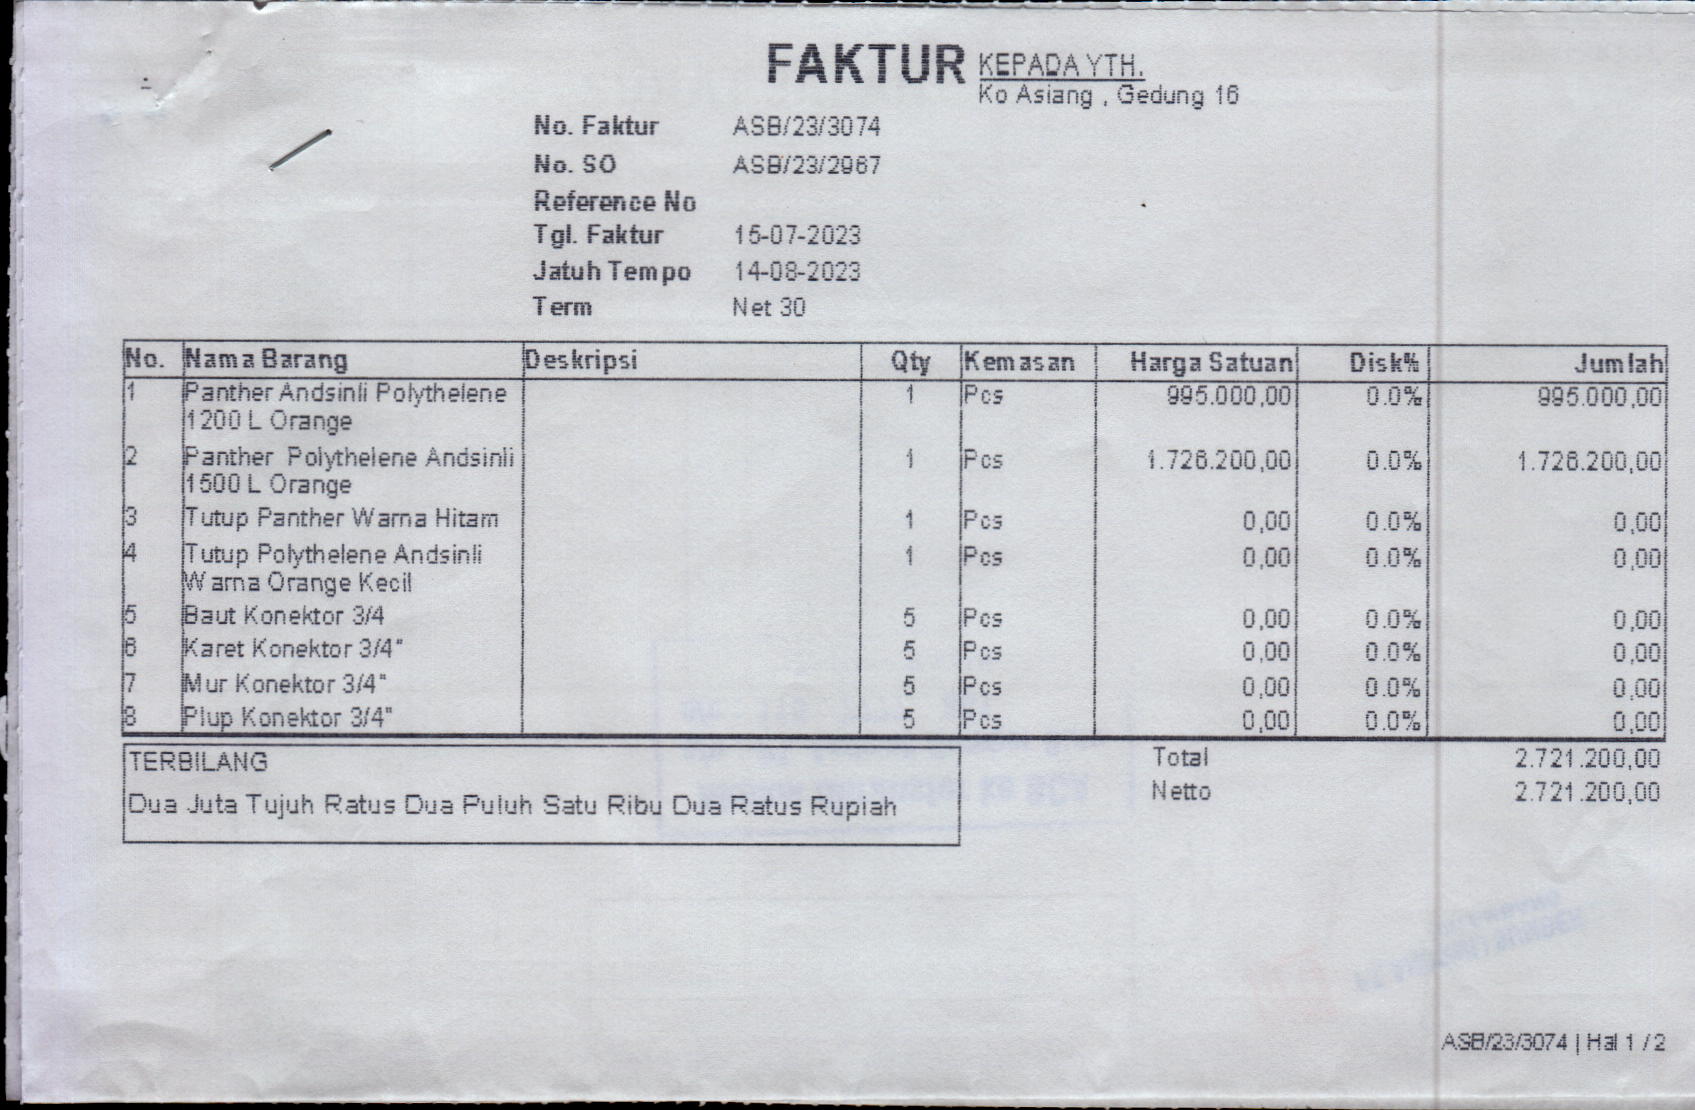 FAKTUR
KEPADA YTH.
Ko Asiang , Gedung 16
No. Faktur ASB/23/3074
No. SO ASB/23/2967
Reference No
Tgl. Faktur 15-07-2023
Jatuh Tempo 14-08-2023
Term Net 30
No. Nama Barang Deskripsi Qty Kemasan Harga Satuan Disk% Jumlah
1 Panther Andsinli Polythelene 1 Pcs 995.000,00 0.0% 995.000,00
1200 L Orange
2 Panther Polythelene Andsinli 1 Pcs 1.726.200,00 0.0% 1.726.200,00
1500 L Orange
3 Tutup Panther Warna Hitam 1 Pcs 0,00 0.0% 0,00
4 Tutup Polythelene Andsinli 1 Pcs 0,00 0.0% 0,00
Warna Orange Kecil
5 Baut Konektor 3/4 5 Pcs 0,00 0.0% 0,00
6 Karet Konektor 3/4" 5 Pcs 0,00 0.0% 0,00
7 Mur Konektor 3/4" 5 Pcs 0,00 0.0% 0,00
8 Plup Konektor 3/4" 5 Pcs 0,00 0.0% 0,00
TERBILANG Total 2.721.200,00
Dua Juta Tujuh Ratus Dua Puluh Satu Ribu Dua Ratus Rupiah Netto 2.721.200,00
ASB/23/3074 | Hal 1 / 2